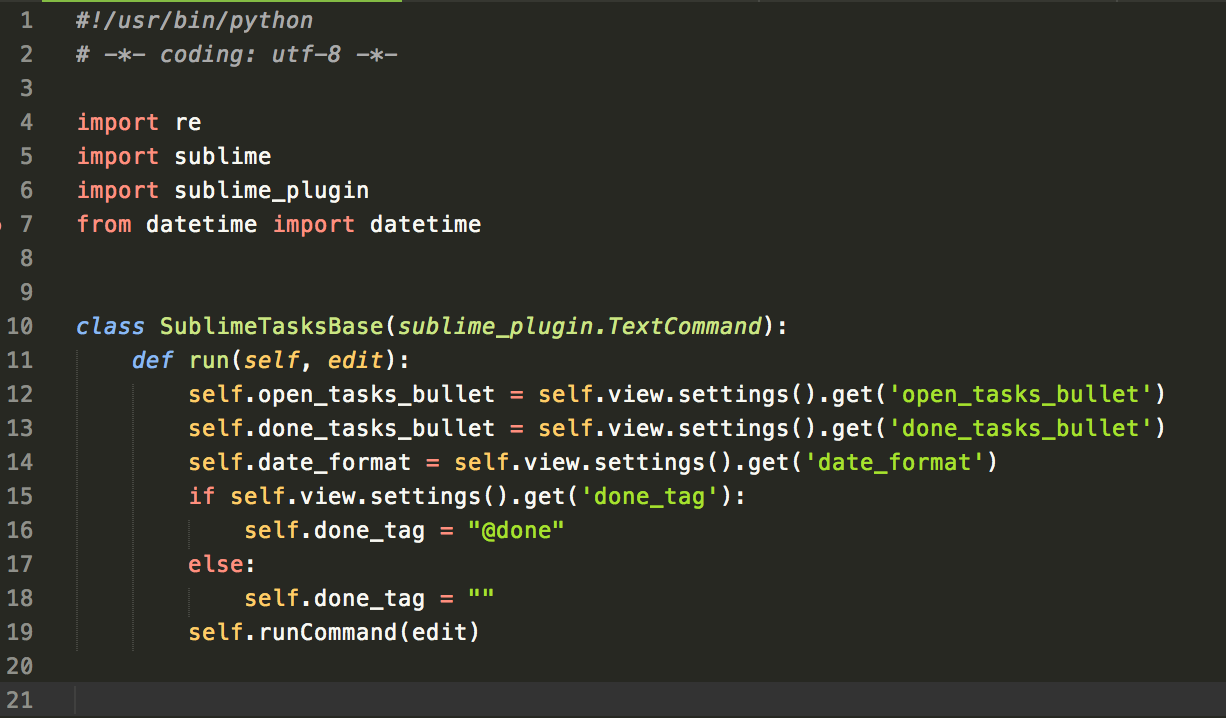 1 #!/usr/bin/python
2 # -*- coding: utf-8 -*-
3
4 import re
5 import sublime
6 import sublime_plugin
7 from datetime import datetime
8
9
10 class SublimeTasksBase(sublime_plugin.TextCommand):
11     def run(self, edit):
12         self.open_tasks_bullet = self.view.settings().get('open_tasks_bullet')
13         self.done_tasks_bullet = self.view.settings().get('done_tasks_bullet')
14         self.date_format = self.view.settings().get('date_format')
15         if self.view.settings().get('done_tag'):
16             self.done_tag = "@done"
17         else:
18             self.done_tag = ""
19         self.runCommand(edit)
20
21